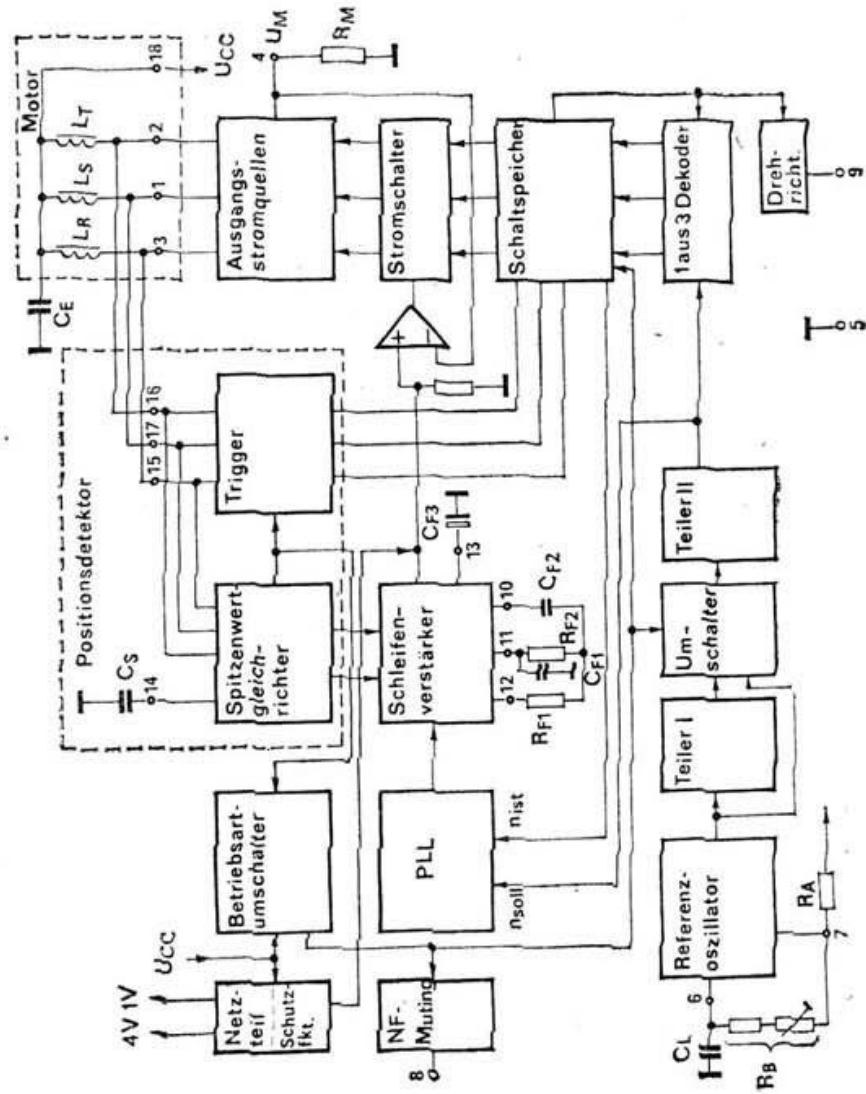 Motor
LR
LS
LT
3
1
2
18
UCC
CE
Positionsdetektor
CS
14
15
17
16
Spitzenwert-
gleich-
richter
Trigger
Ausgangs-
stromquellen
4
UM
RM
4V 1V
UCC
Netz-
teil
Schutz-
fkt.
Betriebsart-
umschalter
Schleifen-
verstärker
CF3
13
12
11
10
RF1
RF2
CF2
CF1
+
−
Stromschalter
8
NF-
Muting
PLL
nsoll
nist
Schaltspeicher
CL
6
RB
7
RA
Referenz-
oszillator
Teiler I
Um-
schalter
Teiler II
1 aus 3 Dekoder
Dreh-
richt.
5
9